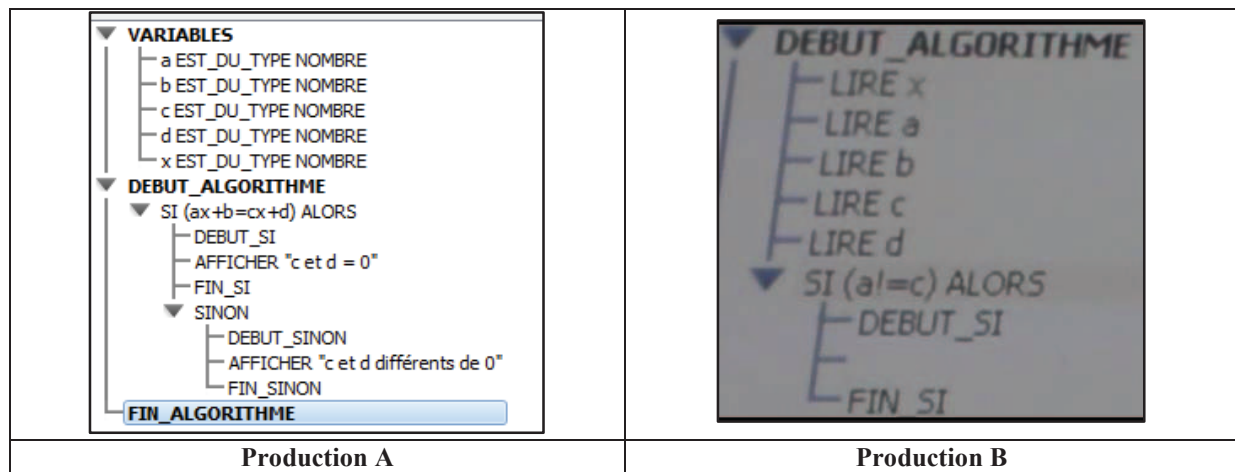 VARIABLES
a EST_DU_TYPE NOMBRE
b EST_DU_TYPE NOMBRE
c EST_DU_TYPE NOMBRE
d EST_DU_TYPE NOMBRE
x EST_DU_TYPE NOMBRE
DEBUT_ALGORITHME
SI (ax+b=cx+d) ALORS
DEBUT_SI
AFFICHER "c et d = 0"
FIN_SI
SINON
DEBUT_SINON
AFFICHER "c et d différents de 0"
FIN_SINON
FIN_ALGORITHME
Production A
DEBUT_ALGORITHME
LIRE x
LIRE a
LIRE b
LIRE c
LIRE d
SI (a!=c) ALORS
DEBUT_SI
FIN_SI
Production B